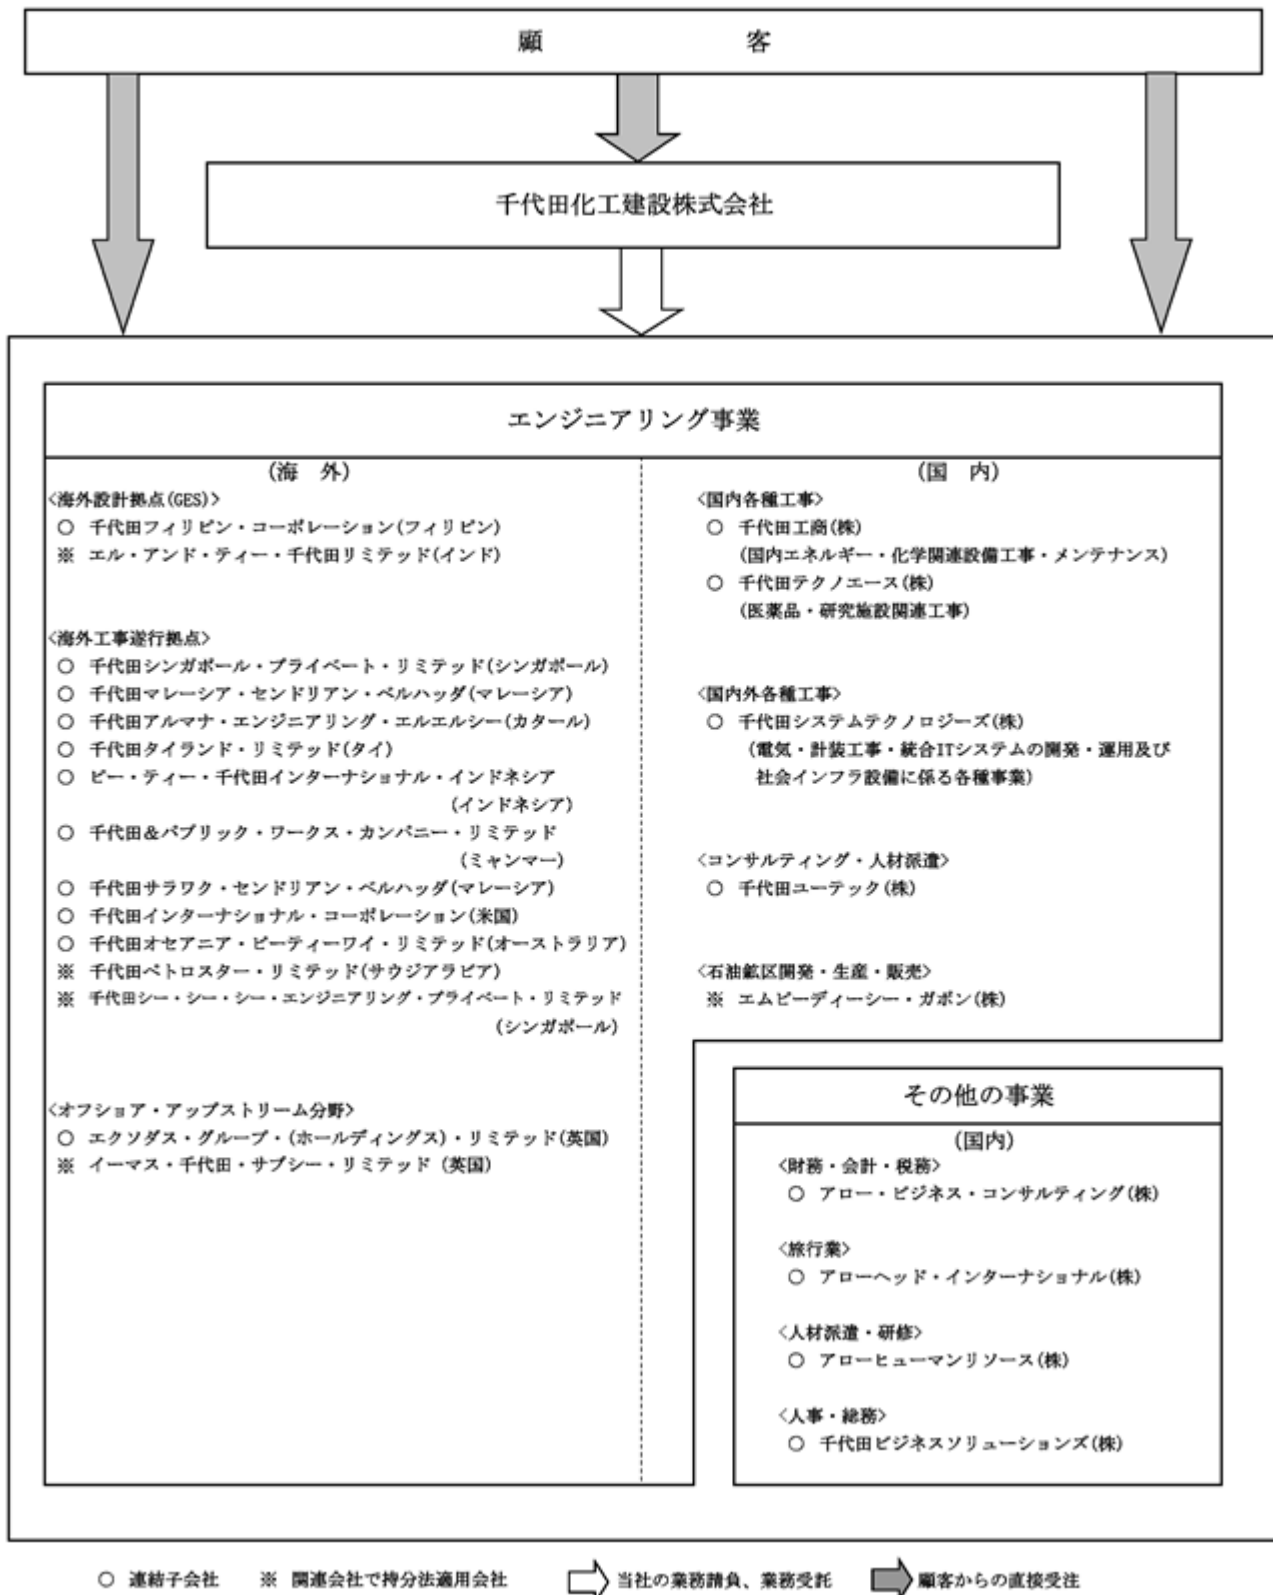 顧　客
千代田化工建設株式会社
エンジニアリング事業
(海　外)
<海外設計拠点(GES)>
○ 千代田フィリピン・コーポレーション(フィリピン)
※ エル・アンド・ティー・千代田リミテッド(インド)
<海外工事遂行拠点>
○ 千代田シンガポール・プライベート・リミテッド(シンガポール)
○ 千代田マレーシア・センドリアン・ベルハッダ(マレーシア)
○ 千代田アルマナ・エンジニアリング・エルエルシー(カタール)
○ 千代田タイランド・リミテッド(タイ)
○ ピー・ティー・千代田インターナショナル・インドネシア
(インドネシア)
○ 千代田&パブリック・ワークス・カンパニー・リミテッド
(ミャンマー)
○ 千代田サラワク・センドリアン・ベルハッダ(マレーシア)
○ 千代田インターナショナル・コーポレーション(米国)
○ 千代田オセアニア・ピーティーワイ・リミテッド(オーストラリア)
※ 千代田ペトロスター・リミテッド(サウジアラビア)
※ 千代田シー・シー・シー・エンジニアリング・プライベート・リミテッド
(シンガポール)
<オフショア・アップストリーム分野>
○ エクソダス・グループ・(ホールディングス)・リミテッド(英国)
※ イーマス・千代田・サブシー・リミテッド (英国)
(国　内)
<国内各種工事>
○ 千代田工商(株)
(国内エネルギー・化学関連設備工事・メンテナンス)
○ 千代田テクノエース(株)
(医薬品・研究施設関連工事)
<国内外各種工事>
○ 千代田システムテクノロジーズ(株)
(電気・計装工事・統合ITシステムの開発・運用及び
社会インフラ設備に係る各種事業)
<コンサルティング・人材派遣>
○ 千代田ユーテック(株)
<石油鉱区開発・生産・販売>
※ エムピーディーシー・ガボン(株)
その他の事業
(国内)
<財務・会計・税務>
○ アロー・ビジネス・コンサルティング(株)
<旅行業>
○ アローヘッド・インターナショナル(株)
<人材派遣・研修>
○ アローヒューマンリソース(株)
<人事・総務>
○ 千代田ビジネスソリューションズ(株)
○ 連結子会社　※ 関連会社で持分法適用会社　当社の業務請負、業務受託　顧客からの直接受注